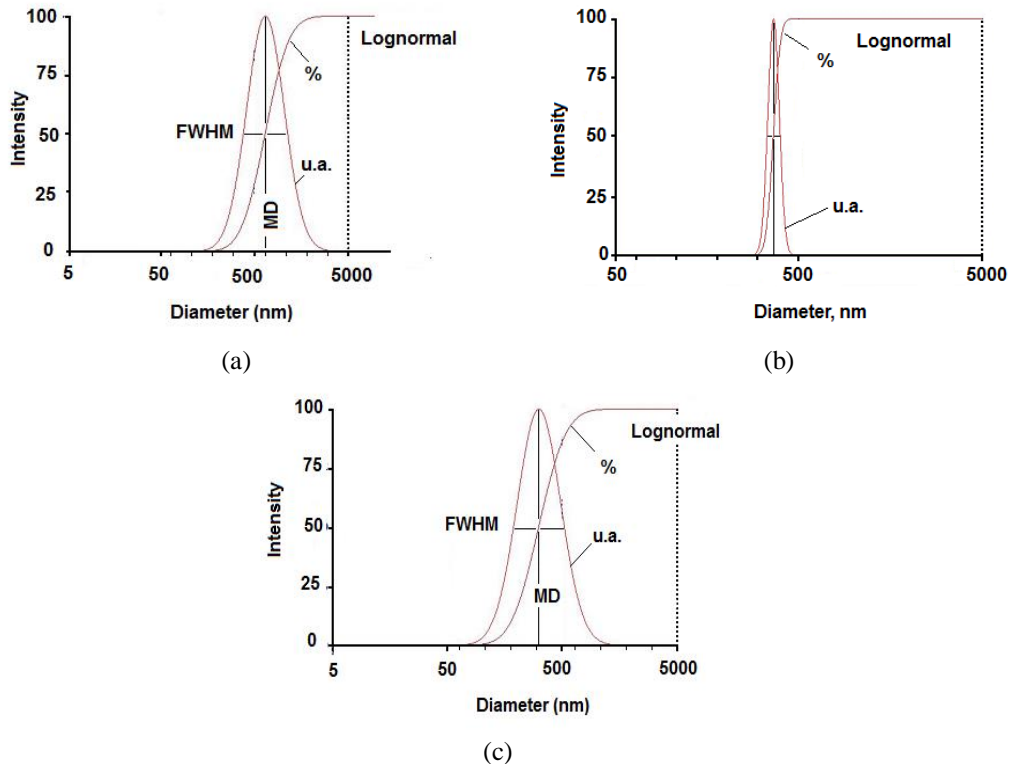 100
Lognormal
%
75
Intensity
FWHM
50
u.a.
25
MD
0
5 50 500 5000
Diameter (nm)
(a)
100
Lognormal
%
75
Intensity
50
u.a.
25
0
50 500 5000
Diameter, nm
(b)
100
Lognormal
75
%
Intensity
FWHM
50
u.a.
25
MD
0
5 50 500 5000
Diameter (nm)
(c)